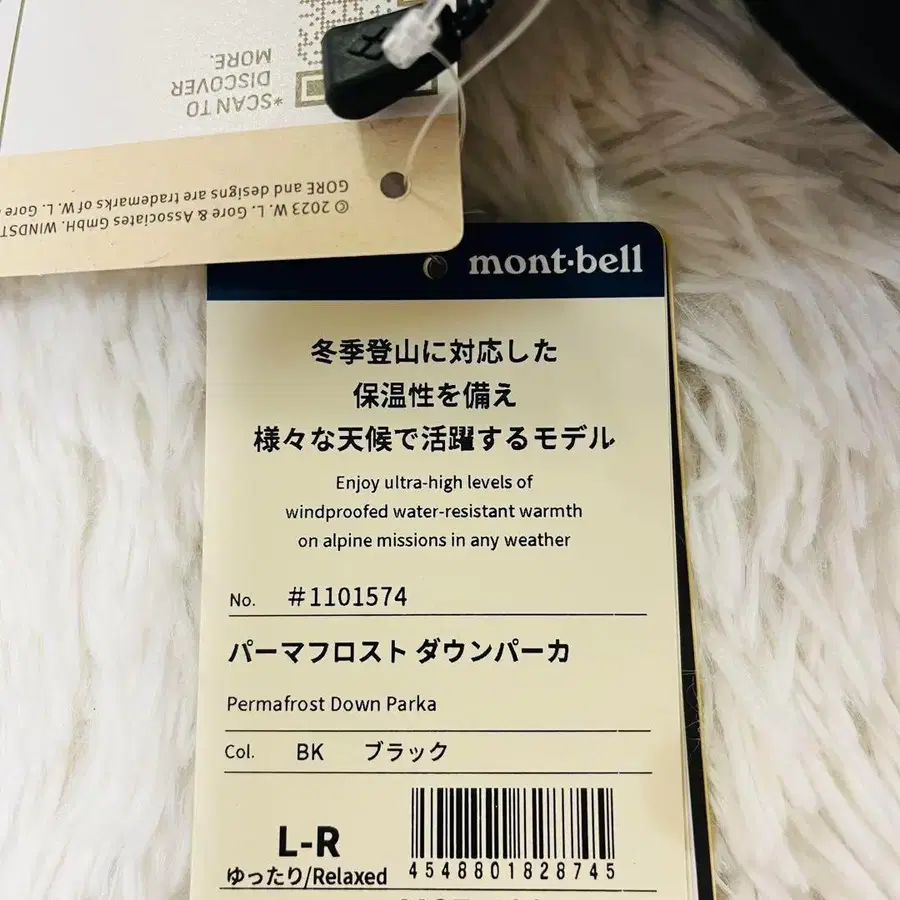 *SCAN TO
DISCOVER
MORE.
© 2023 W. L. Gore & Associates GmbH. WINDST
GORE and designs are trademarks of W. L. Gore
mont·bell
冬季登山に対応した
保温性を備え
様々な天候で活躍するモデル
Enjoy ultra-high levels of
windproofed water-resistant warmth
on alpine missions in any weather
No. #1101574
パーマフロスト ダウンパーカ
Permafrost Down Parka
Col. BK ブラック
L-R
ゆったり/Relaxed
4548801828745